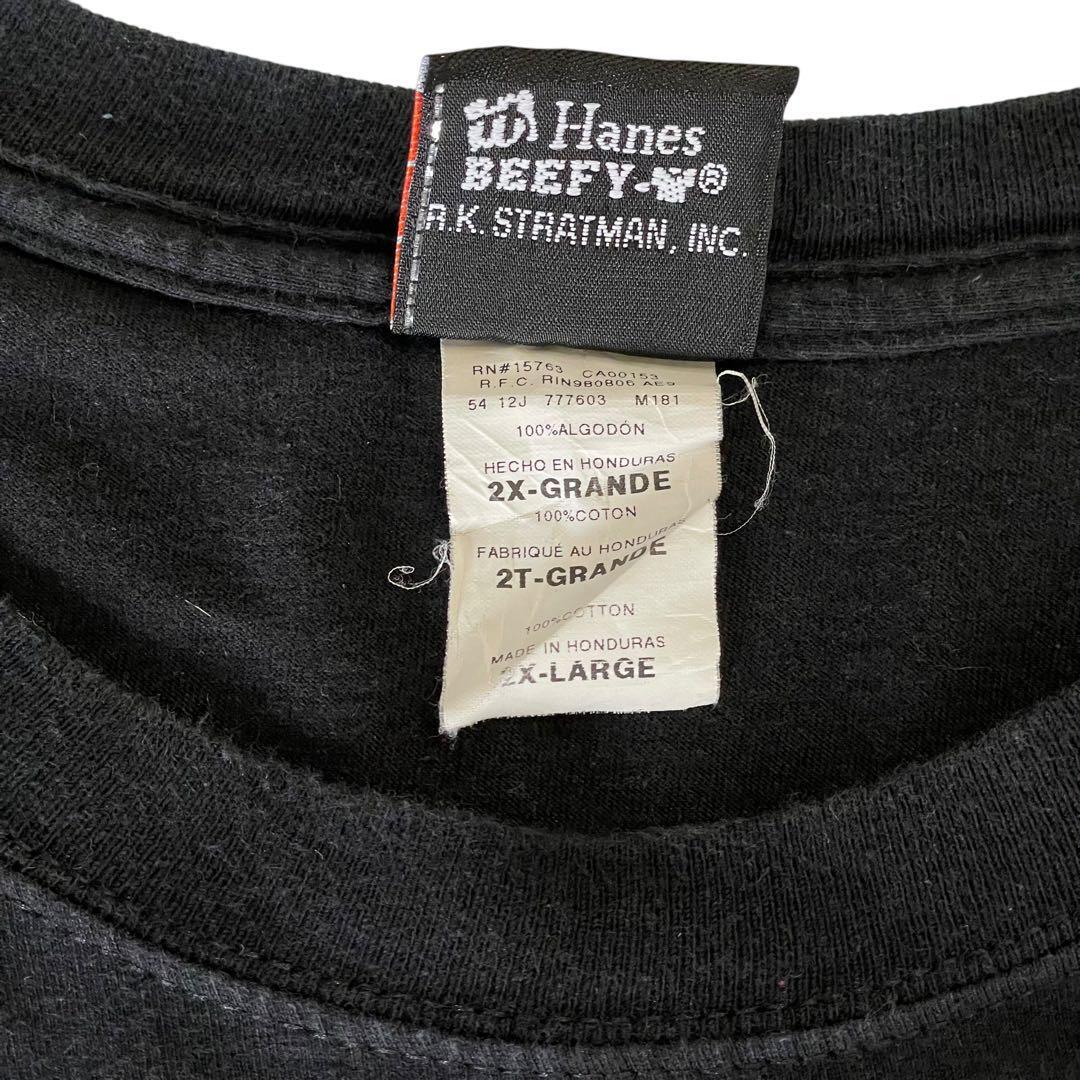 Hanes
BEEFY-T®
R.K. STRATMAN, INC.
RN#15763 CA00153
R.F.C. RIN9B0806 AE9
54 12J 777603 M181
100%ALGODÓN
HECHO EN HONDURAS
2X-GRANDE
100%COTON
FABRIQUÉ AU HONDURAS
2T-GRANDE
100%COTTON
MADE IN HONDURAS
2X-LARGE